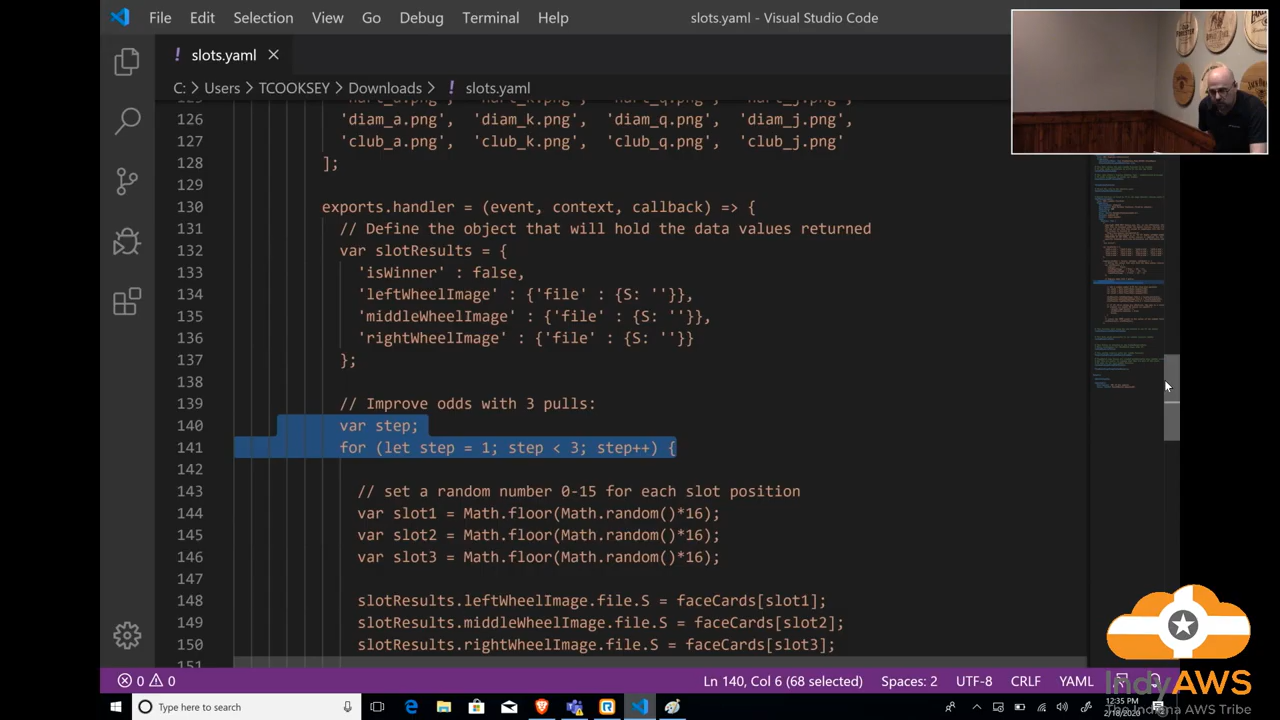 File Edit Selection View Go Debug Terminal Help slots.yaml - Visual Studio Code
! slots.yaml
C: > Users > TCOOKSEY > Downloads > ! slots.yaml
126 'diam_a.png', 'diam_k.png', 'diam_q.png', 'diam_j.png',
127 'club_a.png', 'club_k.png', 'club_q.png', 'club_j.png'
128 ];
129
130 exports.handler = (event, context, callback) => {
131 // Define the object that will hold the data values returned
132 var slotResults = {
133 'isWinner' : false,
134 'leftWheelImage' : {'file' : {S: ''}},
135 'middleWheelImage' : {'file' : {S: ''}},
136 'rightWheelImage' : {'file' : {S: ''}}
137 };
138
139 // Improve odds with 3 pulls:
140 var step;
141 for (let step = 1; step < 3; step++) {
142
143 // set a random number 0-15 for each slot position
144 var slot1 = Math.floor(Math.random()*16);
145 var slot2 = Math.floor(Math.random()*16);
146 var slot3 = Math.floor(Math.random()*16);
147
148 slotResults.leftWheelImage.file.S = faceCards[slot1];
149 slotResults.middleWheelImage.file.S = faceCards[slot2];
150 slotResults.rightWheelImage.file.S = faceCards[slot3];
151
0 0 Ln 140, Col 6 (68 selected) Spaces: 2 UTF-8 CRLF YAML
IndyAWS
The Indiana AWS Tribe
Type here to search
12:35 PM
2/18/2020